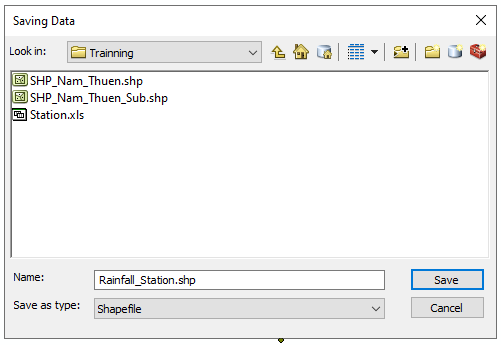 Saving Data
Look in:
Trainning
SHP_Nam_Thuen.shp
SHP_Nam_Thuen_Sub.shp
Station.xls
Name:
Rainfall_Station.shp
Save
Save as type:
Shapefile
Cancel